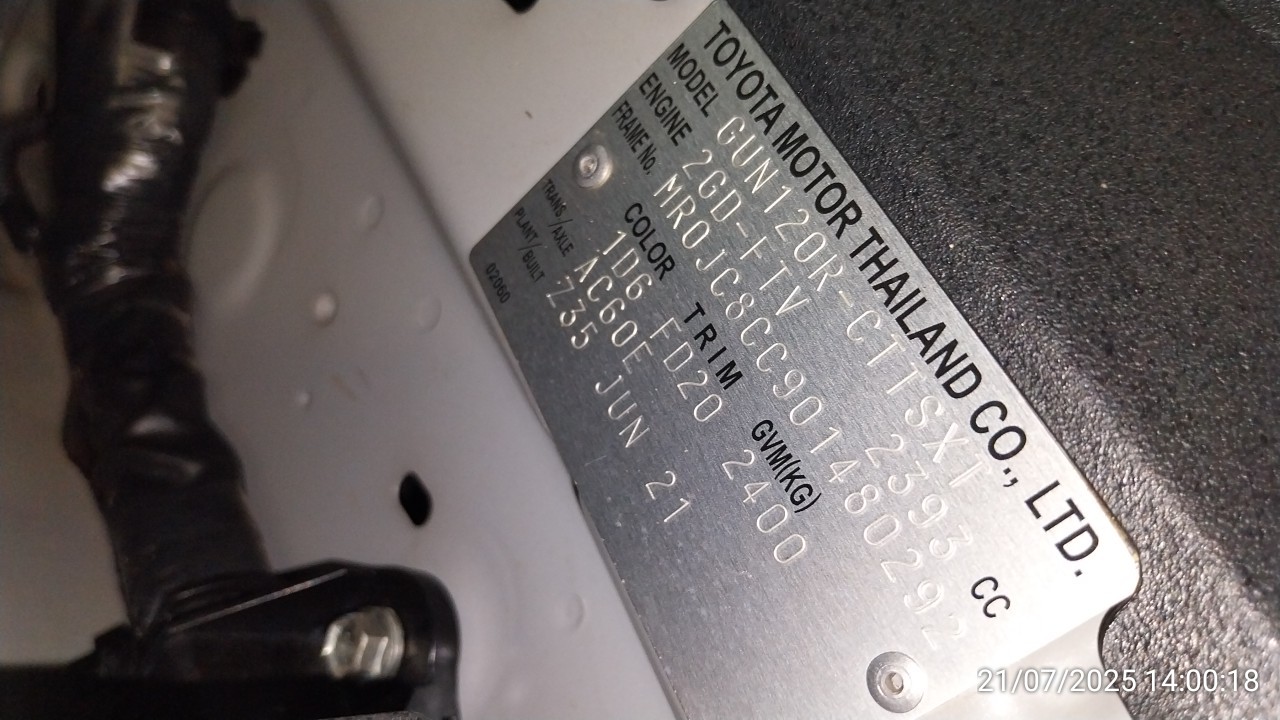 TOYOTA MOTOR THAILAND CO., LTD.
MODEL GUN120R-CTTSXT
ENGINE 2GD-FTV 2393 CC
FRAME No. MR0JC8CC901480292
COLOR TRIM GVM(KG)
1D6 FD20 2400
TRANS/AXLE AC60E
PLANT/BUILT Z35 JUN 21
02060
21/07/2025 14:00:18